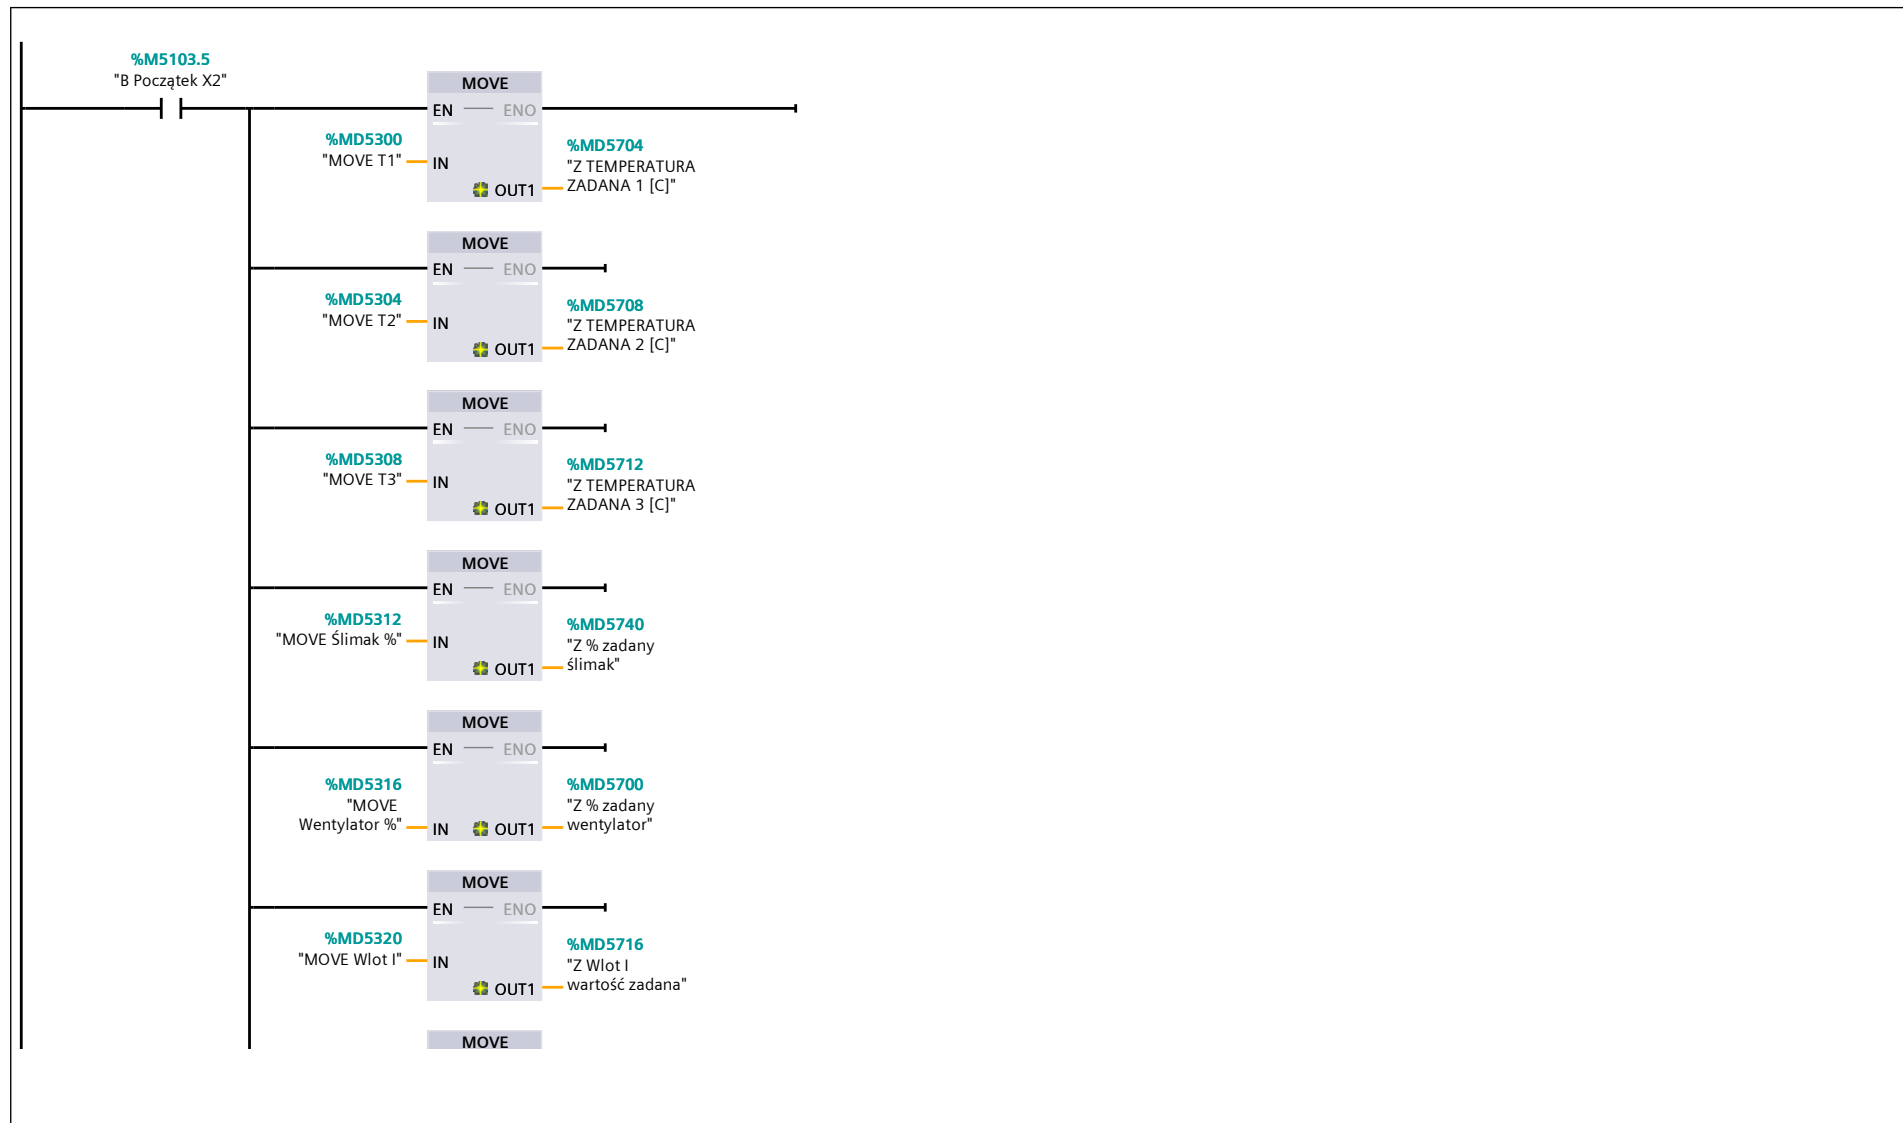 %M5103.5
"B Początek X2"
MOVE
EN
ENO
%MD5300
"MOVE T1"
IN
%MD5704
"Z TEMPERATURA
ZADANA 1 [C]"
OUT1
MOVE
EN
ENO
%MD5304
"MOVE T2"
IN
%MD5708
"Z TEMPERATURA
ZADANA 2 [C]"
OUT1
MOVE
EN
ENO
%MD5308
"MOVE T3"
IN
%MD5712
"Z TEMPERATURA
ZADANA 3 [C]"
OUT1
MOVE
EN
ENO
%MD5312
"MOVE Ślimak %"
IN
%MD5740
"Z % zadany
ślimak"
OUT1
MOVE
EN
ENO
%MD5316
"MOVE
Wentylator %"
IN
%MD5700
"Z % zadany
wentylator"
OUT1
MOVE
EN
ENO
%MD5320
"MOVE Wlot I"
IN
%MD5716
"Z Wlot I
wartość zadana"
OUT1
MOVE